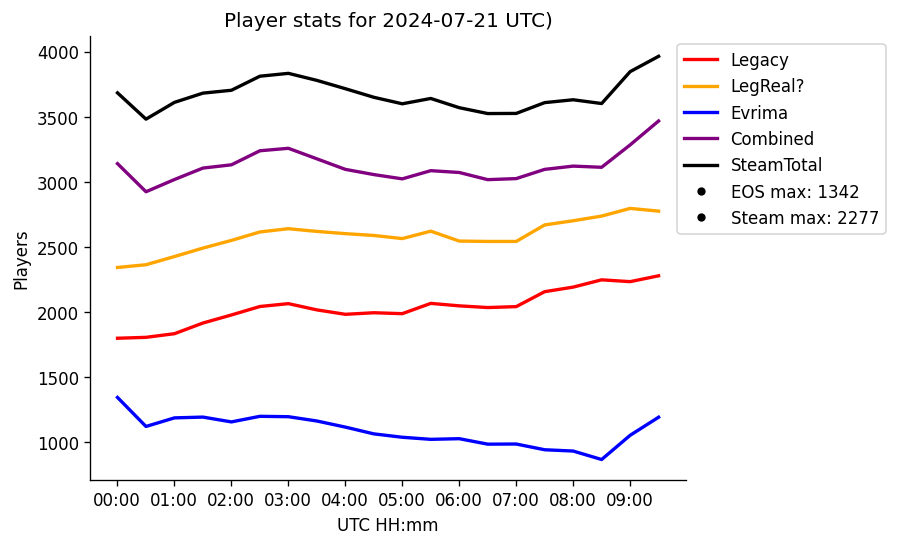 Player stats for 2024-07-21 UTC)
Players
4000
3500
3000
2500
2000
1500
1000
00:00 01:00 02:00 03:00 04:00 05:00 06:00 07:00 08:00 09:00
UTC HH:mm
Legacy
LegReal?
Evrima
Combined
SteamTotal
EOS max: 1342
Steam max: 2277